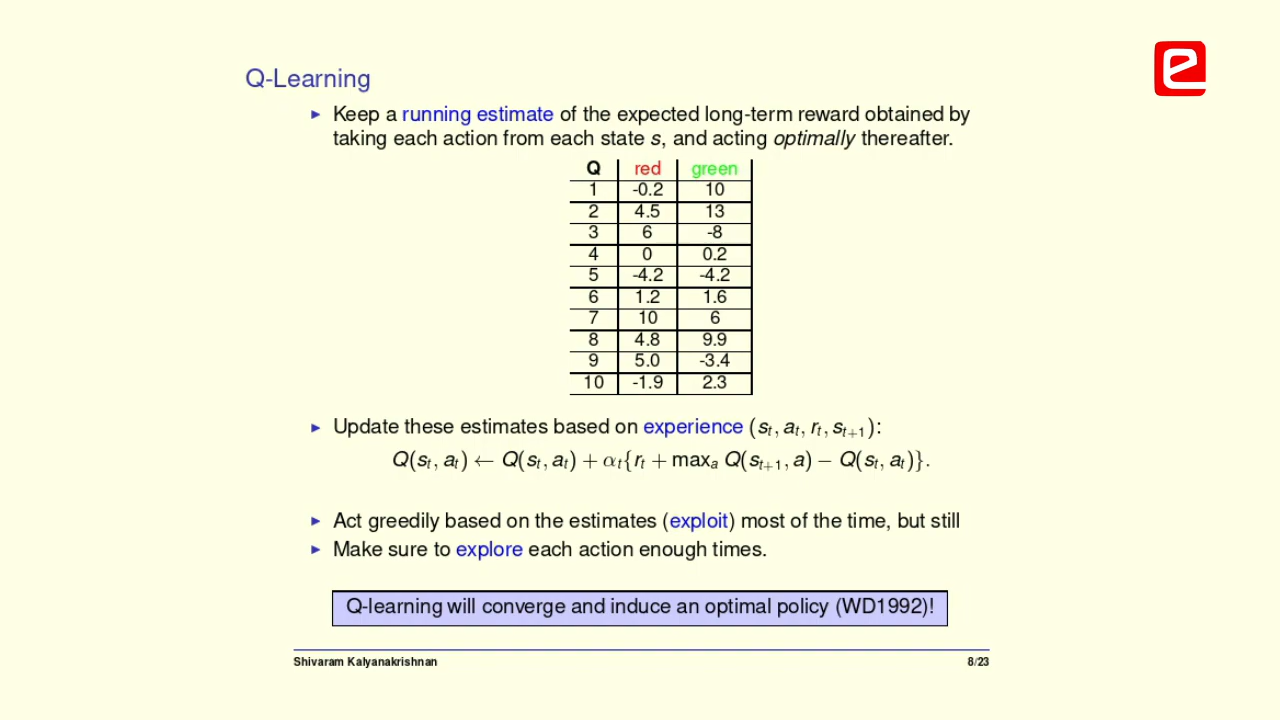 Q-Learning
► Keep a running estimate of the expected long-term reward obtained by
taking each action from each state s, and acting optimally thereafter.
Q red green
1 -0.2 10
2 4.5 13
3 6 -8
4 0 0.2
5 -4.2 -4.2
6 1.2 1.6
7 10 6
8 4.8 9.9
9 5.0 -3.4
10 -1.9 2.3
► Update these estimates based on experience (sₜ, aₜ, rₜ, sₜ₊₁):
Q(sₜ, aₜ) ← Q(sₜ, aₜ) + αₜ{rₜ + maxₐ Q(sₜ₊₁, a) − Q(sₜ, aₜ)}.
► Act greedily based on the estimates (exploit) most of the time, but still
► Make sure to explore each action enough times.
Q-learning will converge and induce an optimal policy (WD1992)!
Shivaram Kalyanakrishnan 8/23